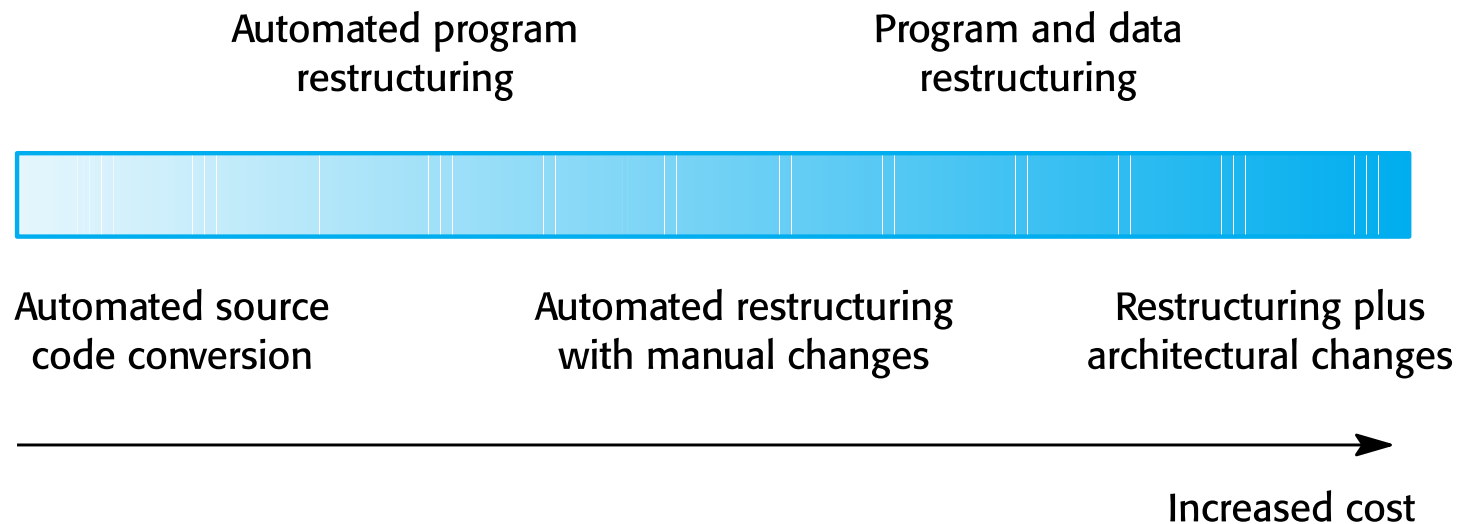 Automated program
restructuring
Program and data
restructuring
Automated source
code conversion
Automated restructuring
with manual changes
Restructuring plus
architectural changes
Increased cost